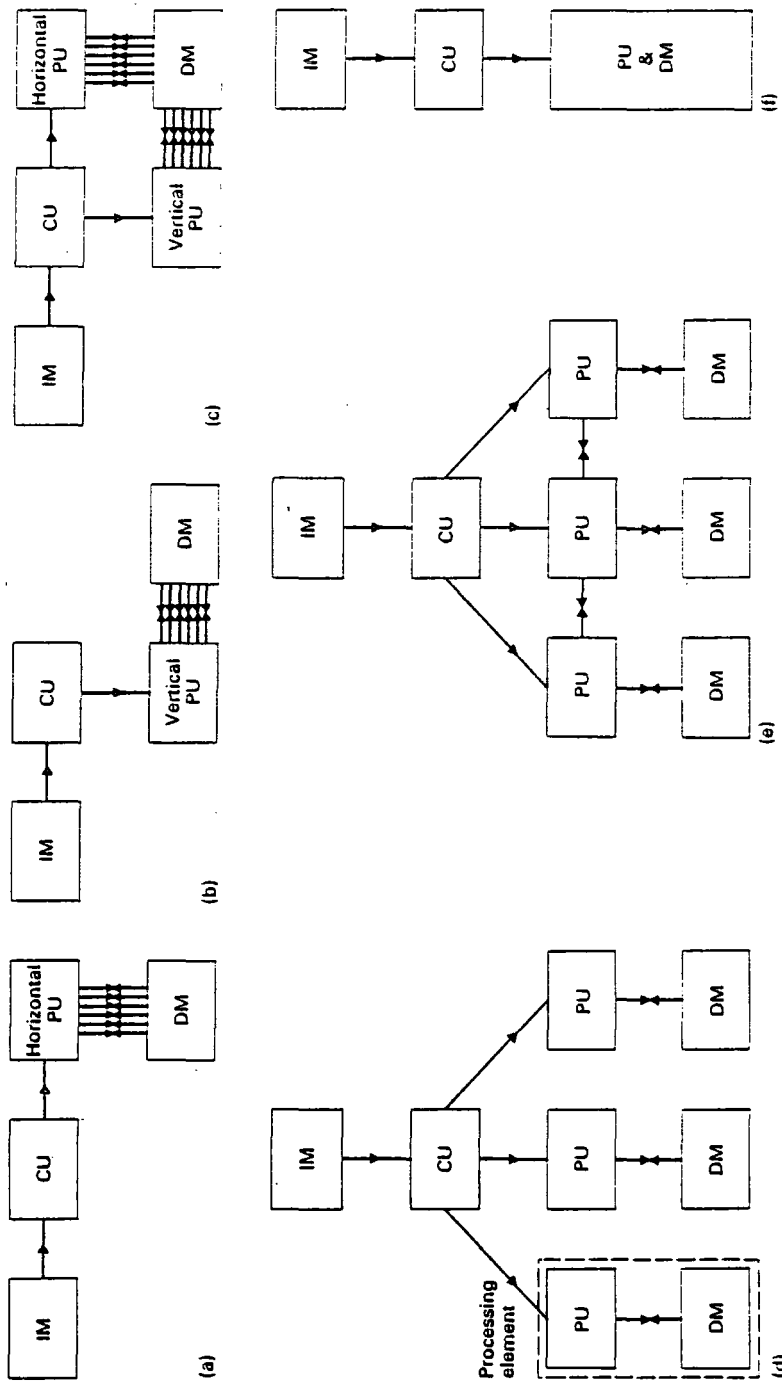 IM
CU
Horizontal
PU
DM
(a)
IM
CU
Vertical
PU
DM
(b)
IM
CU
Horizontal
PU
DM
Vertical
PU
(c)
IM
CU
Processing
element
PU
PU
PU
DM
DM
DM
(d)
IM
CU
PU
PU
PU
DM
DM
DM
(e)
IM
CU
PU
&
DM
(f)